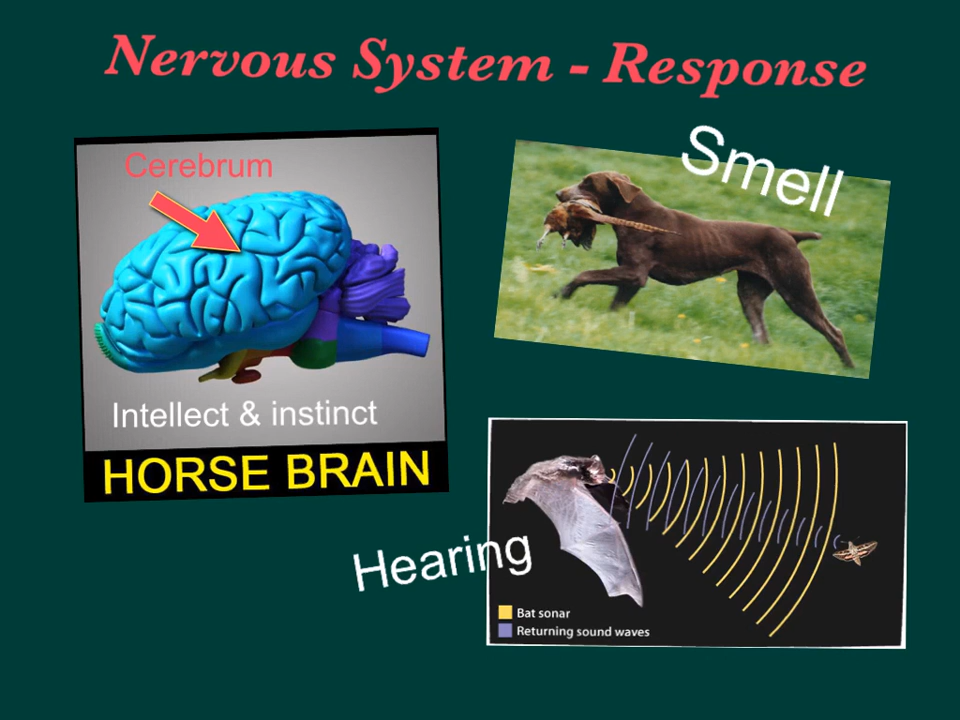 Nervous System - Response
Cerebrum
Intellect & instinct
HORSE BRAIN
Smell
Hearing
Bat sonar
Returning sound waves